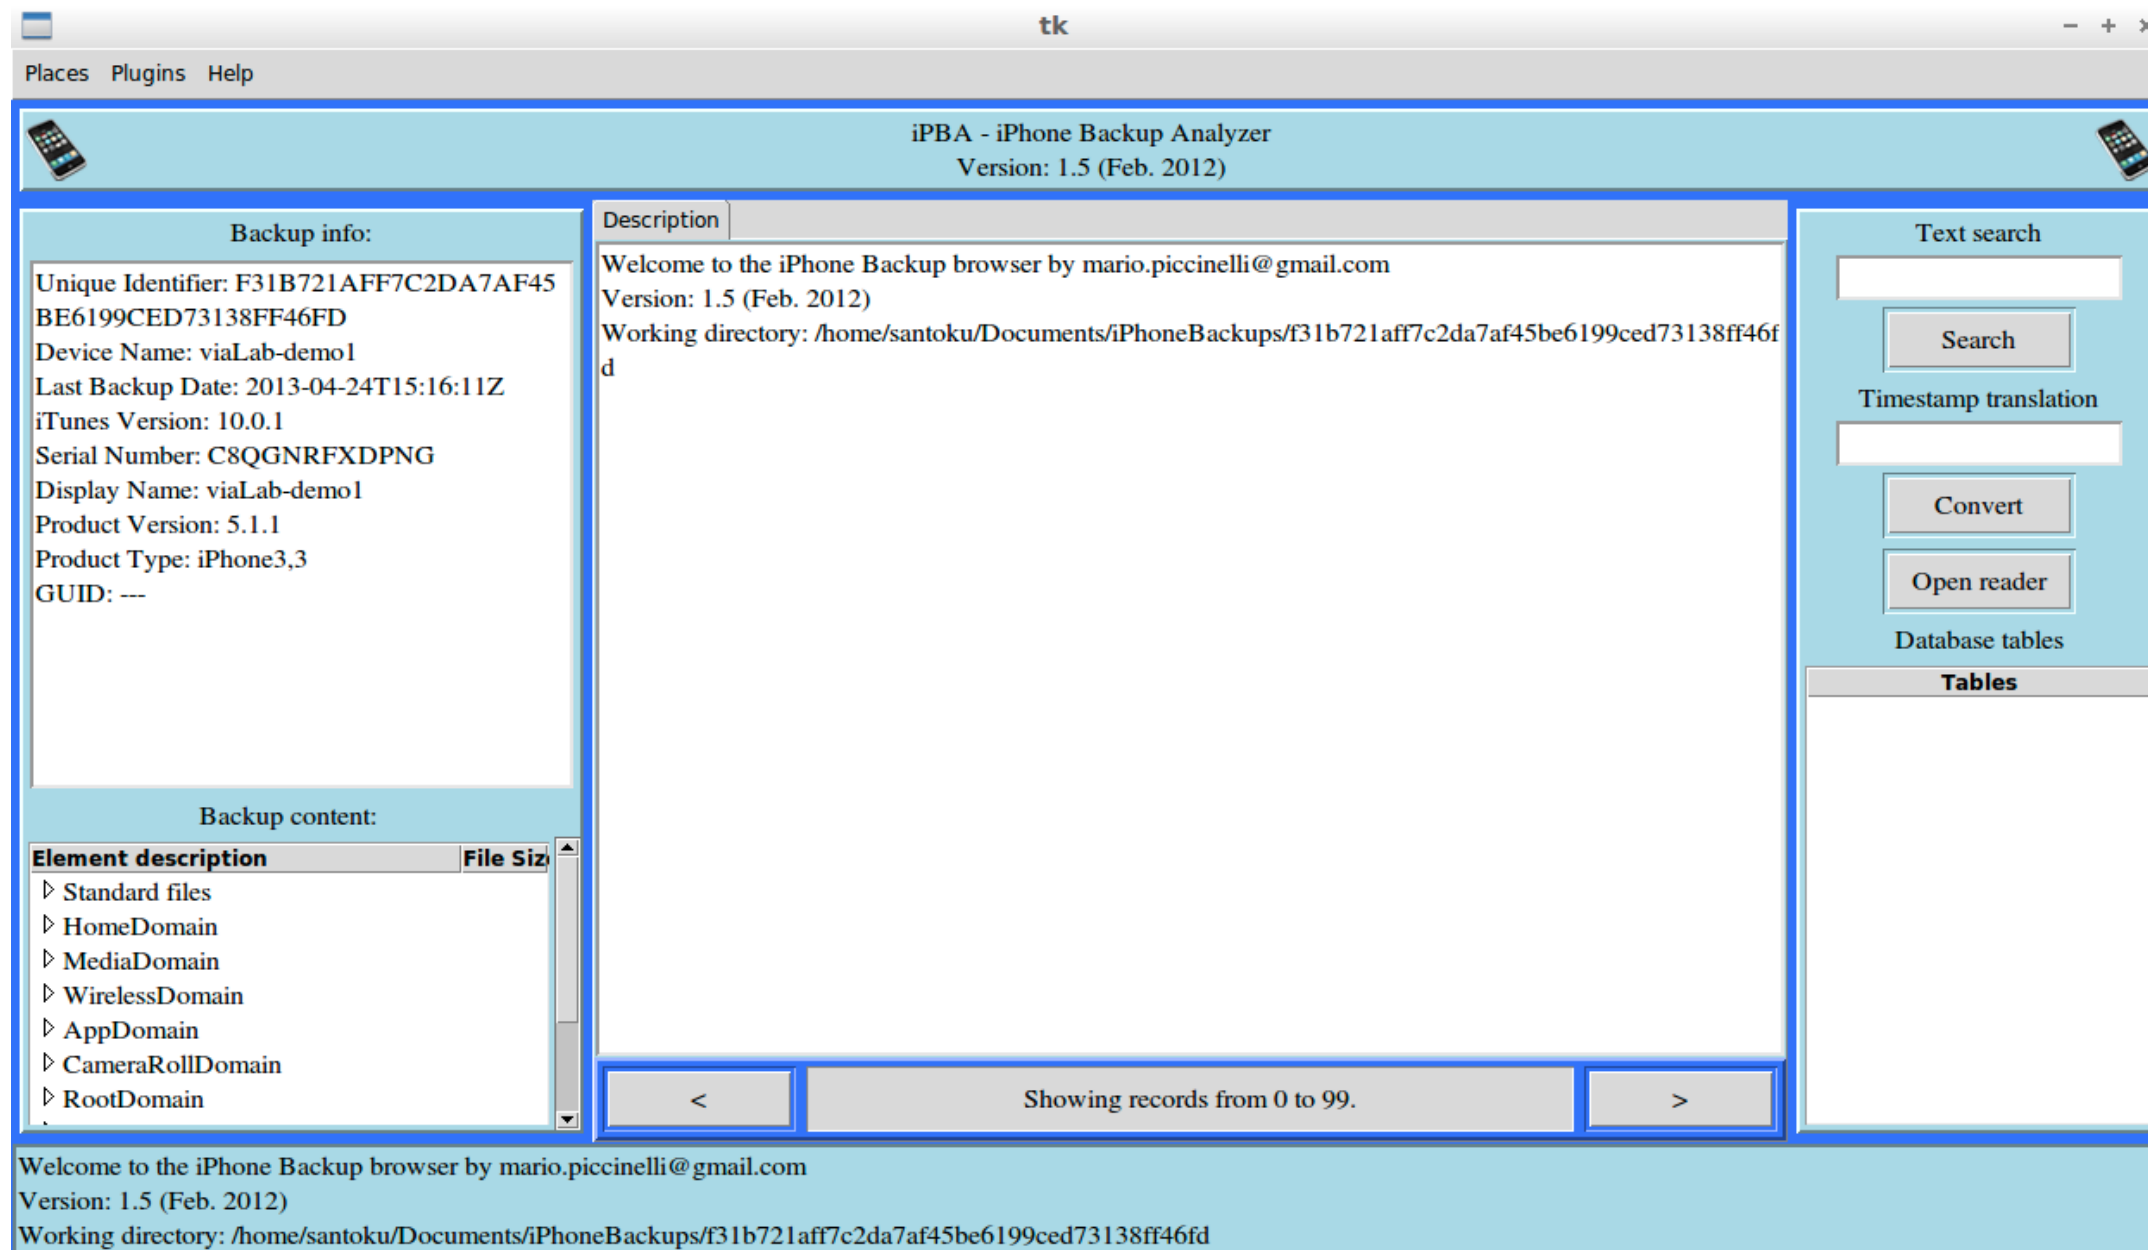 tk
Places Plugins Help
iPBA - iPhone Backup Analyzer
Version: 1.5 (Feb. 2012)
Backup info:
Unique Identifier: F31B721AFF7C2DA7AF45
BE6199CED73138FF46FD
Device Name: viaLab-demo1
Last Backup Date: 2013-04-24T15:16:11Z
iTunes Version: 10.0.1
Serial Number: C8QGNRFXDPNG
Display Name: viaLab-demo1
Product Version: 5.1.1
Product Type: iPhone3,3
GUID: ---
Backup content:
Element description File Siz
Standard files
HomeDomain
MediaDomain
WirelessDomain
AppDomain
CameraRollDomain
RootDomain
Description
Welcome to the iPhone Backup browser by mario.piccinelli@gmail.com
Version: 1.5 (Feb. 2012)
Working directory: /home/santoku/Documents/iPhoneBackups/f31b721aff7c2da7af45be6199ced73138ff46f
d
< Showing records from 0 to 99. >
Text search
Search
Timestamp translation
Convert
Open reader
Database tables
Tables
Welcome to the iPhone Backup browser by mario.piccinelli@gmail.com
Version: 1.5 (Feb. 2012)
Working directory: /home/santoku/Documents/iPhoneBackups/f31b721aff7c2da7af45be6199ced73138ff46fd